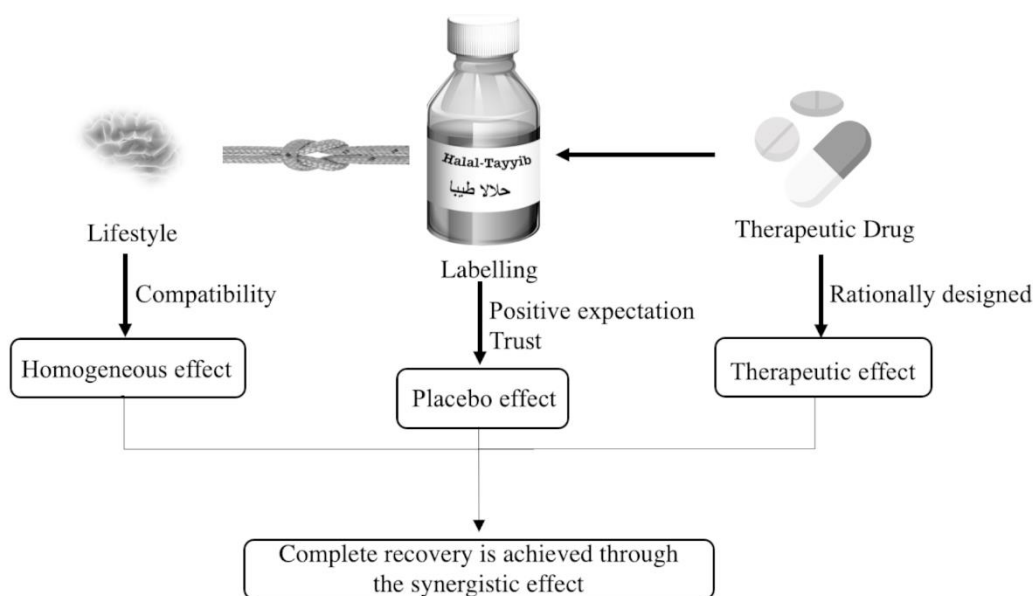 Halal-Tayyib
حلالا طيبا
Lifestyle
Labelling
Therapeutic Drug
Compatibility
Positive expectation
Trust
Rationally designed
Homogeneous effect
Placebo effect
Therapeutic effect
Complete recovery is achieved through
the synergistic effect